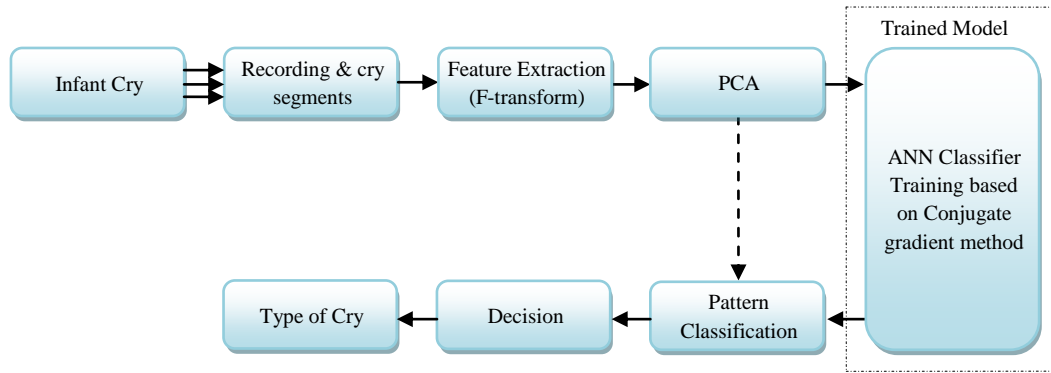 Trained Model
Infant Cry
Recording & cry
segments
Feature Extraction
(F-transform)
PCA
ANN Classifier
Training based
on Conjugate
gradient method
Type of Cry
Decision
Pattern
Classification